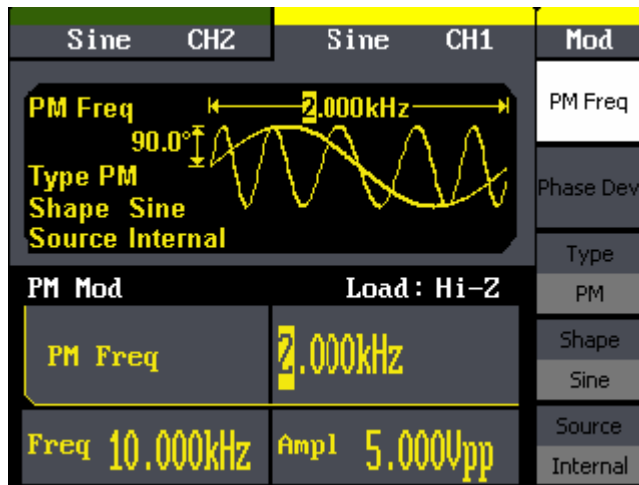 Sine CH2
Sine CH1
Mod
PM Freq
2.000kHz
90.0°
Type PM
Shape Sine
Source Internal
PM Mod
Load: Hi-Z
PM Freq
2.000kHz
Freq 10.000kHz
Ampl 5.000Vpp
PM Freq
Phase Dev
Type
PM
Shape
Sine
Source
Internal